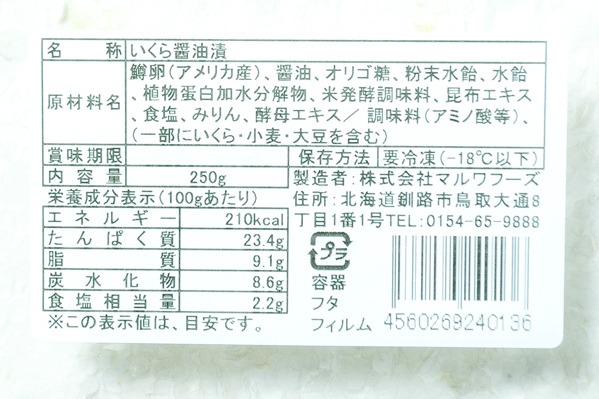 名称 いくら醤油漬
原材料名 鱒卵(アメリカ産)、醤油、オリゴ糖、粉末水飴、水飴
、植物蛋白加水分解物、米発酵調味料、昆布エキス
、食塩、みりん、酵母エキス/調味料(アミノ酸等)、
(一部にいくら・小麦・大豆を含む)
賞味期限
保存方法 要冷凍(-18℃以下)
内容量 250g
製造者:株式会社マルワフーズ
住所:北海道釧路市鳥取大通8
丁目1番1号TEL:0154-65-9888
栄養成分表示(100gあたり)
エネルギー 210kcal
たんぱく質 23.4g
脂質 9.1g
炭水化物 8.6g
食塩相当量 2.2g
※この表示値は、目安です。
プラ
容器
フタ
フィルム
4560269240136